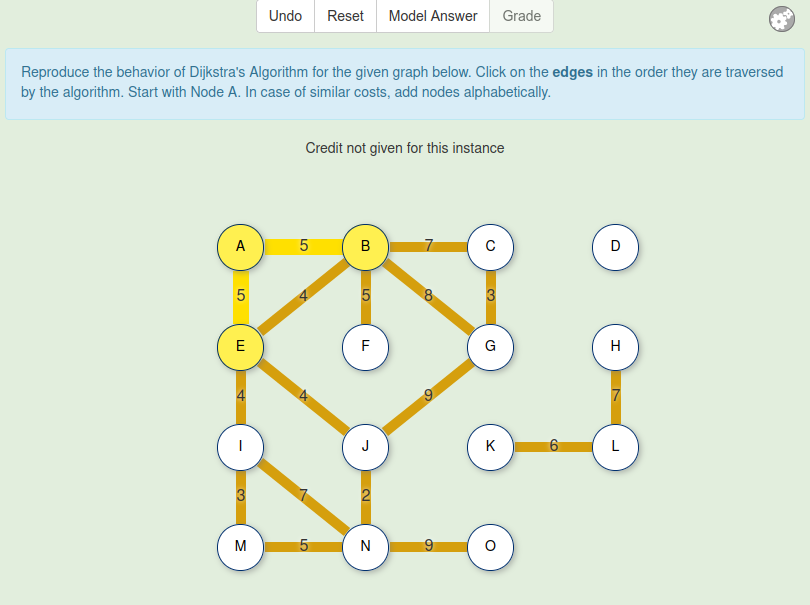 Undo Reset Model Answer Grade
Reproduce the behavior of Dijkstra's Algorithm for the given graph below. Click on the edges in the order they are traversed
by the algorithm. Start with Node A. In case of similar costs, add nodes alphabetically.
Credit not given for this instance
A 5 B 7 C D
5 4 5 8 3
E F G H
4 4 9 7
I J K 6 L
3 7 2
M 5 N 9 O